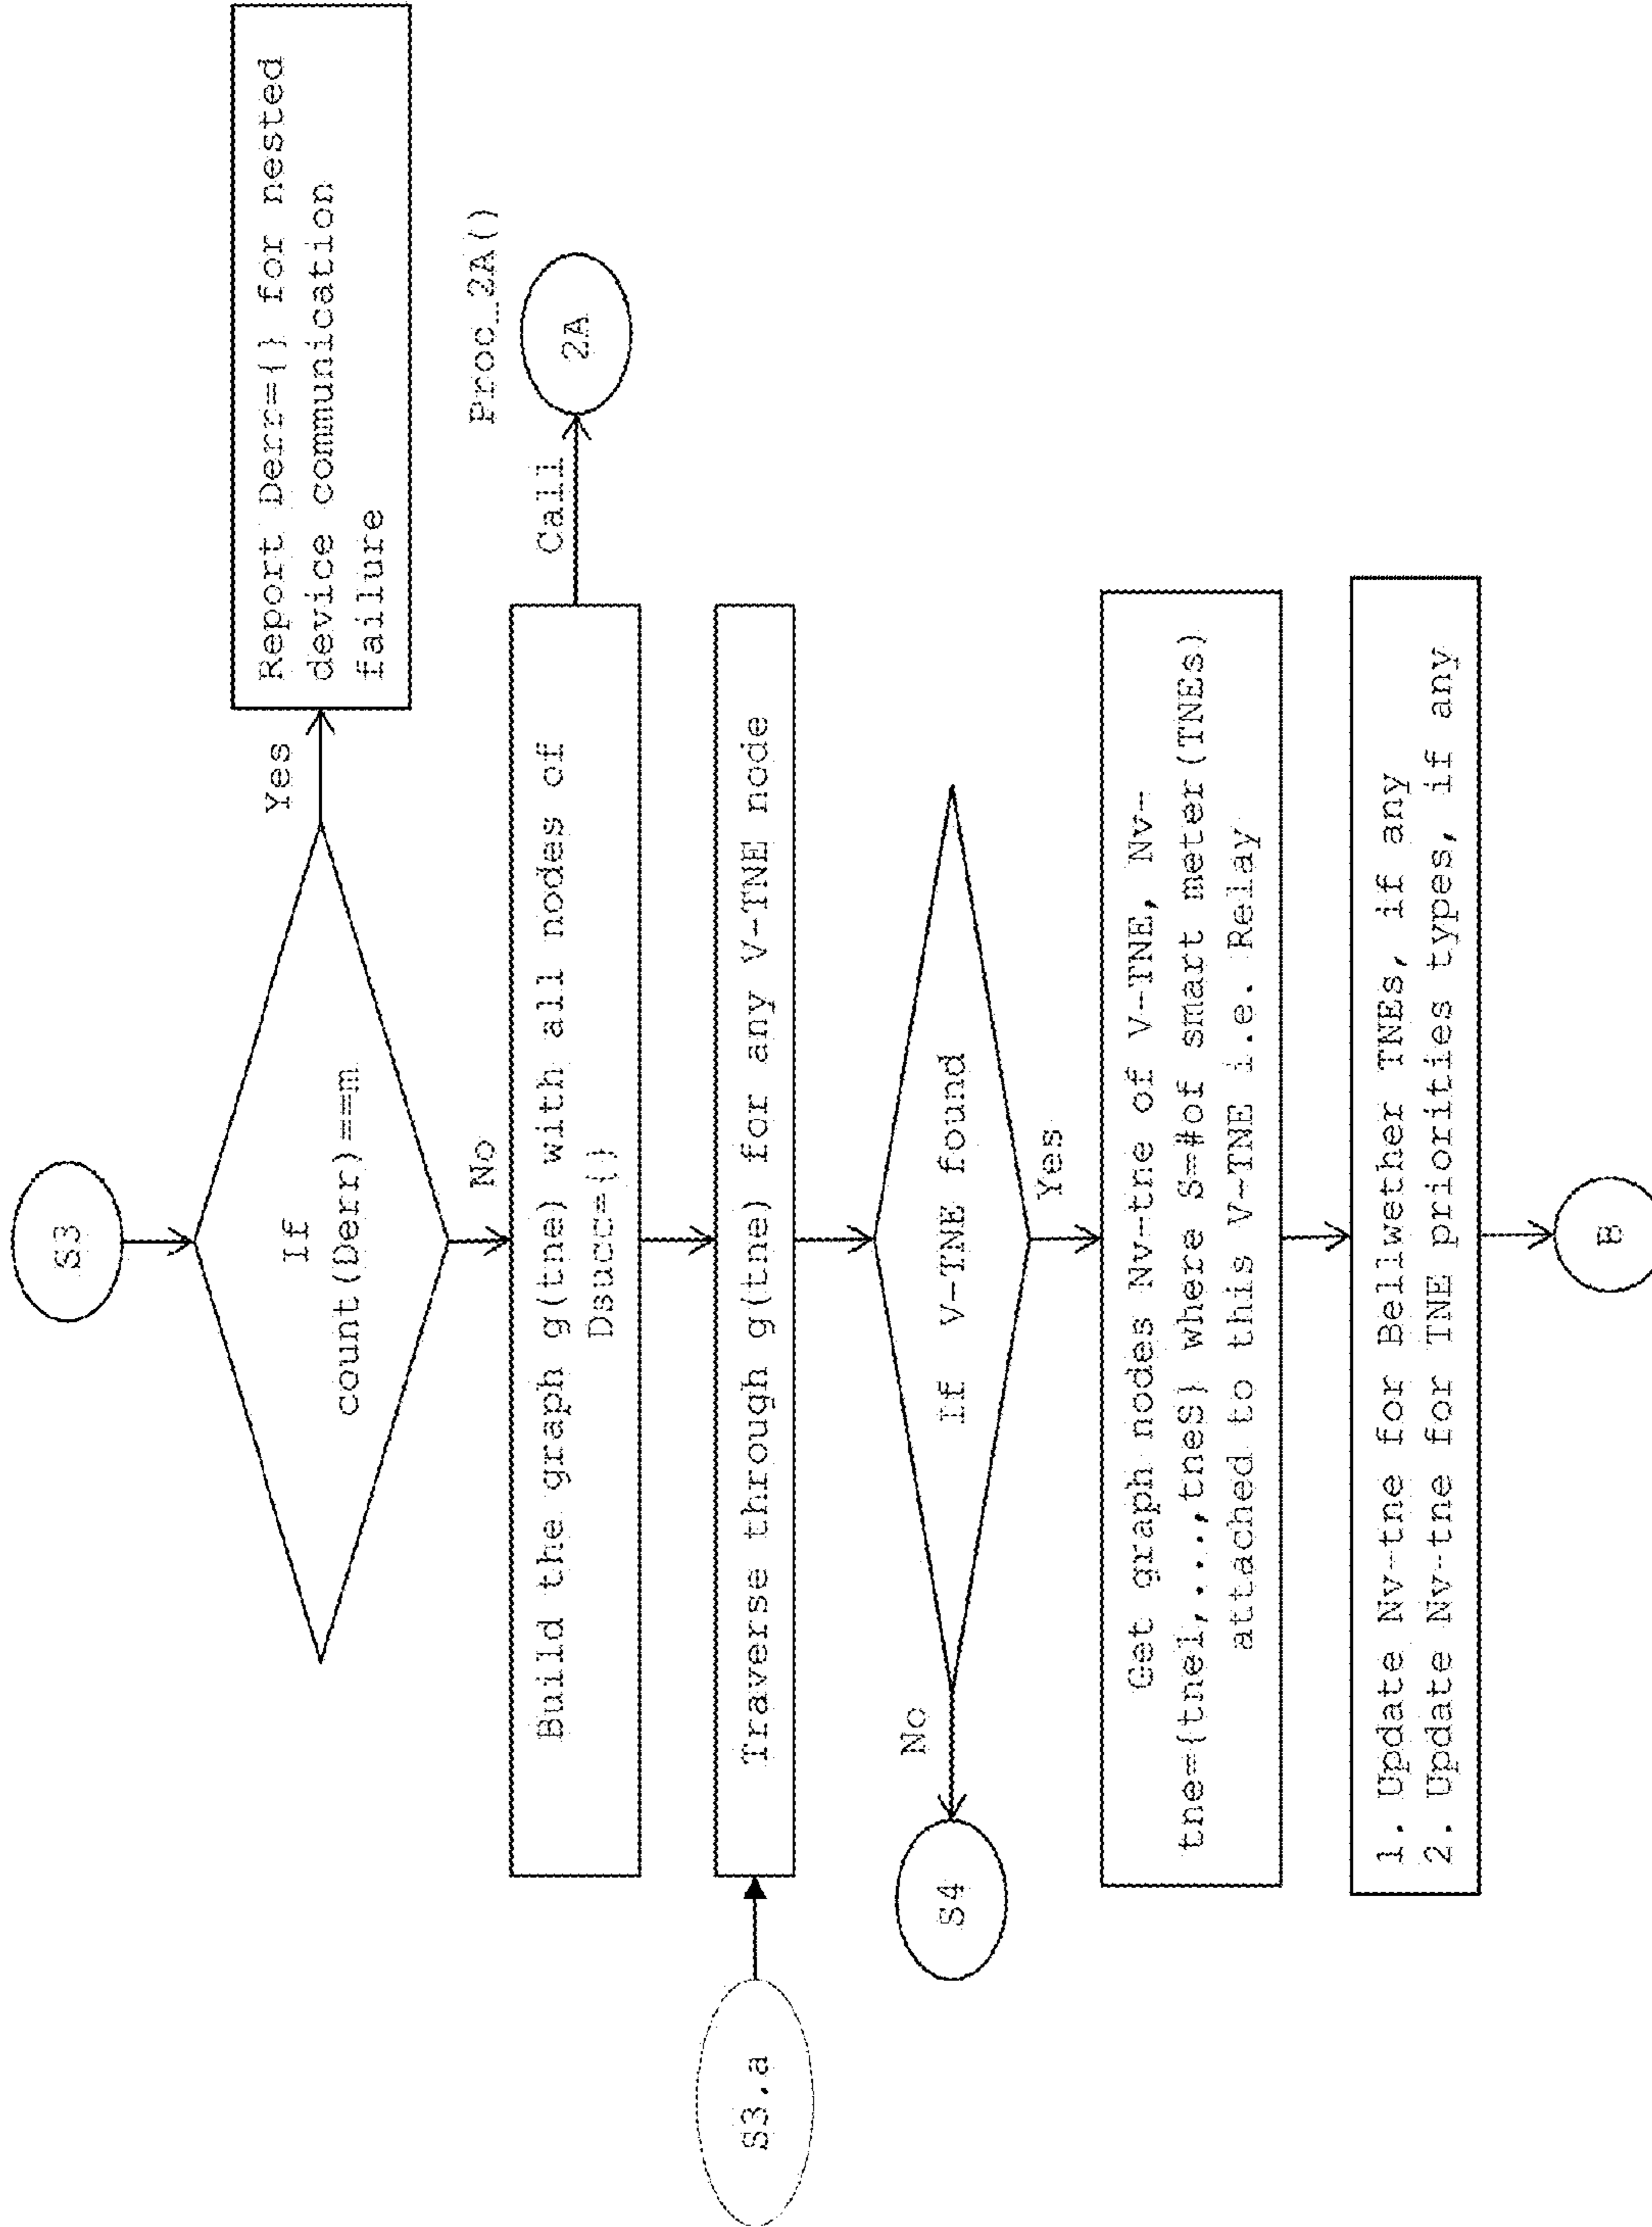 S3
If
count(Derr)==m
Yes
Report Derr={} for nested
device communication
failure
No
Build the graph g(tne) with all nodes of
Dsucc={}
Call
Proc_2A()
2A
S3.a
Traverse through g(tne) for any V-TNE node
If V-TNE found
No
S4
Yes
Get graph nodes Nv-tne of V-TNE, Nv-
tne={tne1,...,tneS} where S=#of smart meter(TNEs)
attached to this V-TNE i.e. Relay
1. Update Nv-tne for Bellwether TNEs, if any
2. Update Nv-tne for TNE priorities types, if any
B